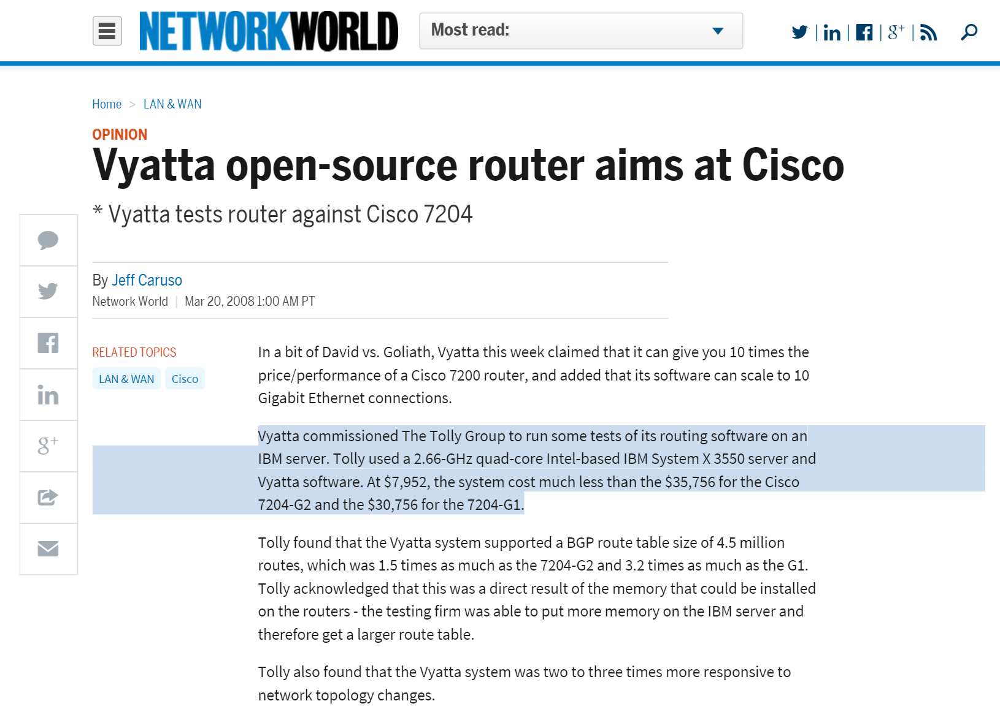 NETWORKWORLD
Most read:
in
g+
Home > LAN & WAN
OPINION
Vyatta open-source router aims at Cisco
* Vyatta tests router against Cisco 7204
By Jeff Caruso
Network World | Mar 20, 2008 1:00 AM PT
in
g+
RELATED TOPICS
LAN & WAN Cisco
In a bit of David vs. Goliath, Vyatta this week claimed that it can give you 10 times the
price/performance of a Cisco 7200 router, and added that its software can scale to 10
Gigabit Ethernet connections.
Vyatta commissioned The Tolly Group to run some tests of its routing software on an
IBM server. Tolly used a 2.66-GHz quad-core Intel-based IBM System X 3550 server and
Vyatta software. At $7,952, the system cost much less than the $35,756 for the Cisco
7204-G2 and the $30,756 for the 7204-G1.
Tolly found that the Vyatta system supported a BGP route table size of 4.5 million
routes, which was 1.5 times as much as the 7204-G2 and 3.2 times as much as the G1.
Tolly acknowledged that this was a direct result of the memory that could be installed
on the routers - the testing firm was able to put more memory on the IBM server and
therefore get a larger route table.
Tolly also found that the Vyatta system was two to three times more responsive to
network topology changes.